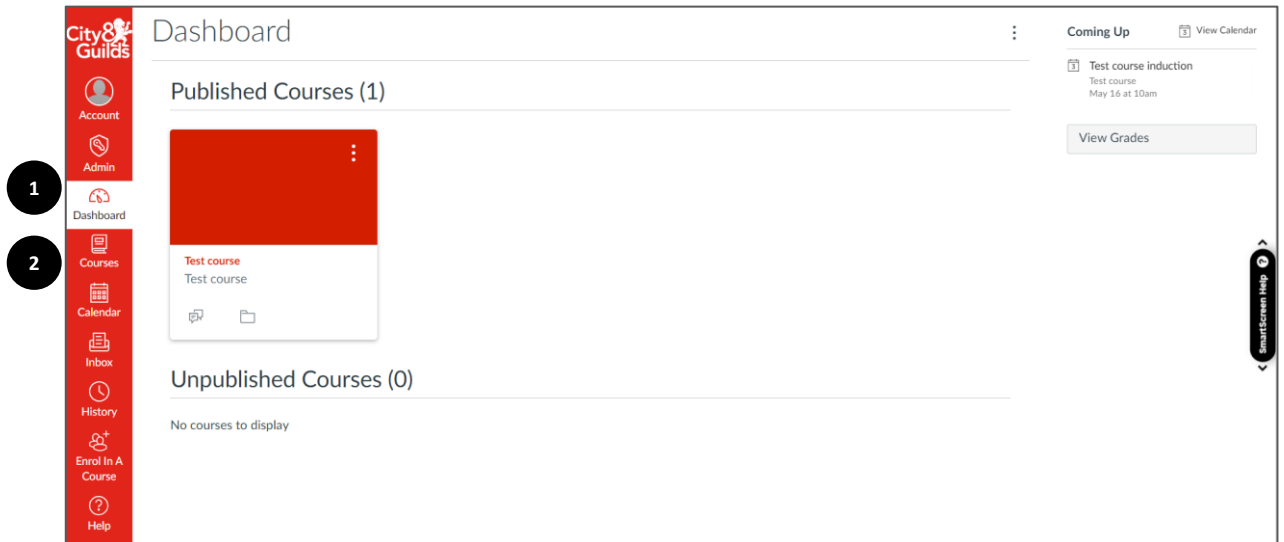 City&
Guilds
Account
Admin
1
Dashboard
2
Courses
Calendar
Inbox
History
Enrol In A
Course
Help
Dashboard
Published Courses (1)
Test course
Test course
Unpublished Courses (0)
No courses to display
Coming Up
3 View Calendar
3 Test course induction
Test course
May 16 at 10am
View Grades
SmartScreen Help ?